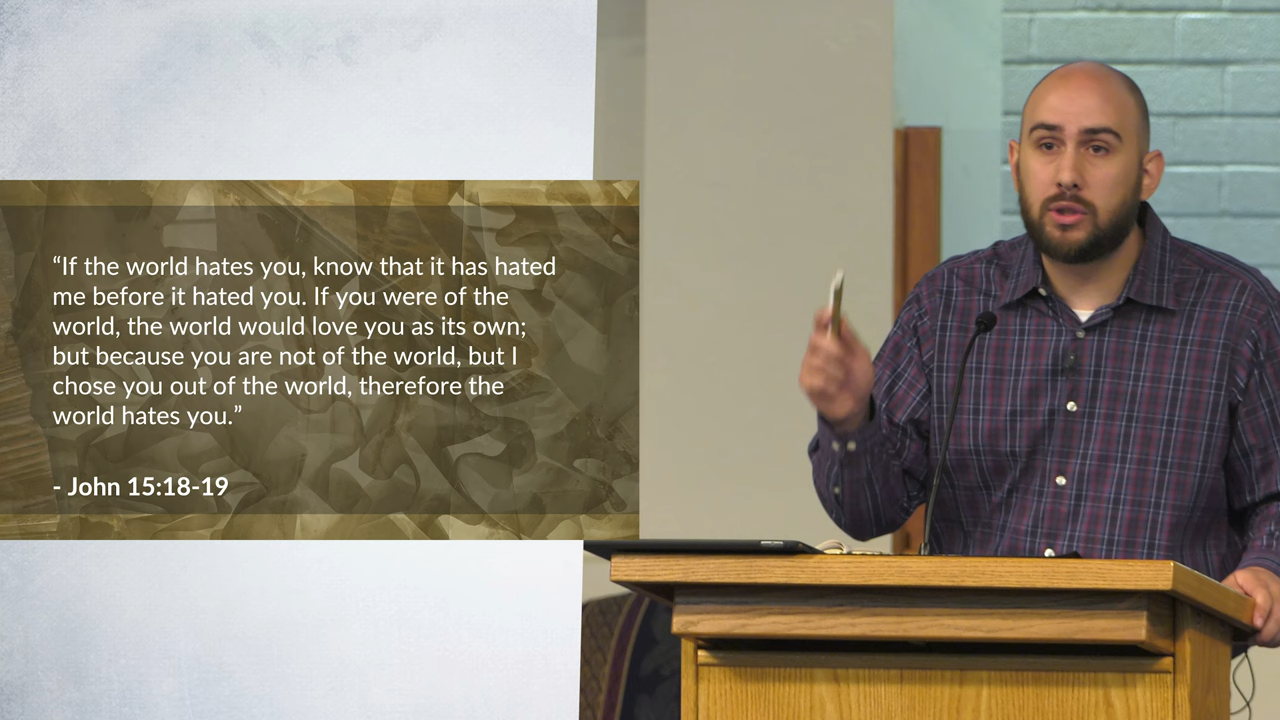 “If the world hates you, know that it has hated
me before it hated you. If you were of the
world, the world would love you as its own;
but because you are not of the world, but I
chose you out of the world, therefore the
world hates you.”
- John 15:18-19